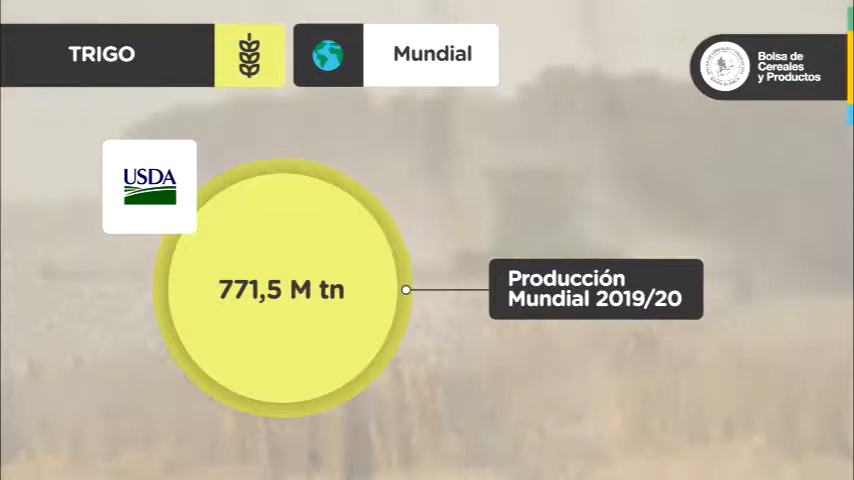 TRIGO
Mundial
Bolsa de
Cereales
y Productos
USDA
771,5 M tn
Producción
Mundial 2019/20